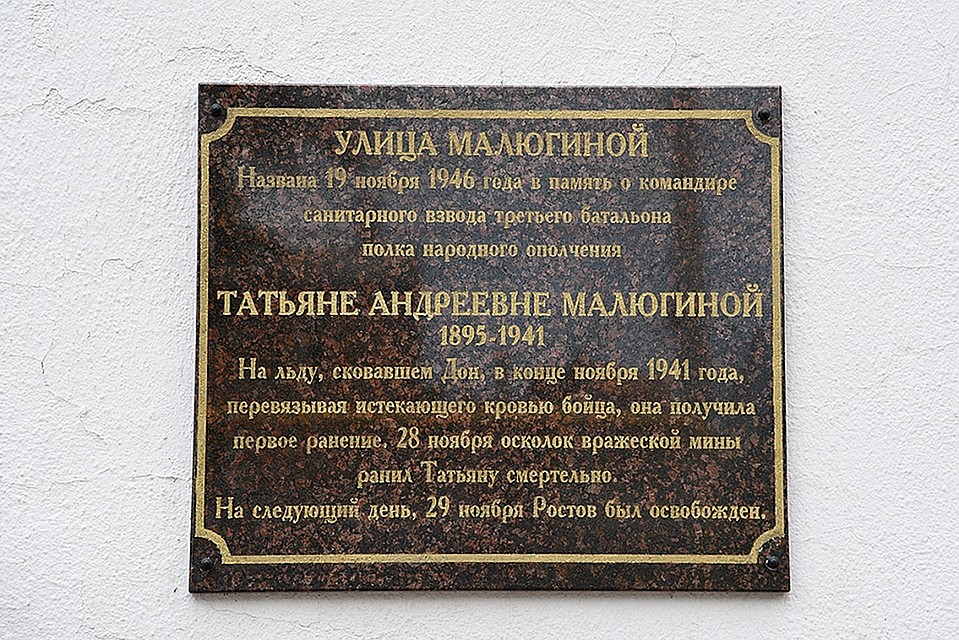 УЛИЦА МАЛЮГИНОЙ
Названа 19 ноября 1946 года в память о командире
санитарного взвода третьего батальона
полка народного ополчения
ТАТЬЯНЕ АНДРЕЕВНЕ МАЛЮГИНОЙ
1895-1941
На льду, сковавшем Дон, в конце ноября 1941 года,
перевязывая истекающего кровью бойца, она получила
первое ранение. 28 ноября осколок вражеской мины
ранил Татьяну смертельно.
На следующий день, 29 ноября Ростов был освобожден.